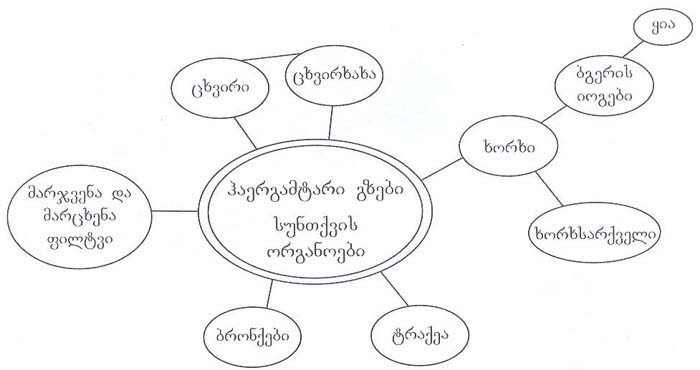 ყია
ბგერის
იოგები
ცხვირი
ცხვირხახა
ხორხი
ჰაერგამტარი გზები
სუნთქვის
ორგანოები
მარჯვენა და
მარცხენა
ფილტვი
ხორხსარქველი
ბრონქები
ტრაქეა